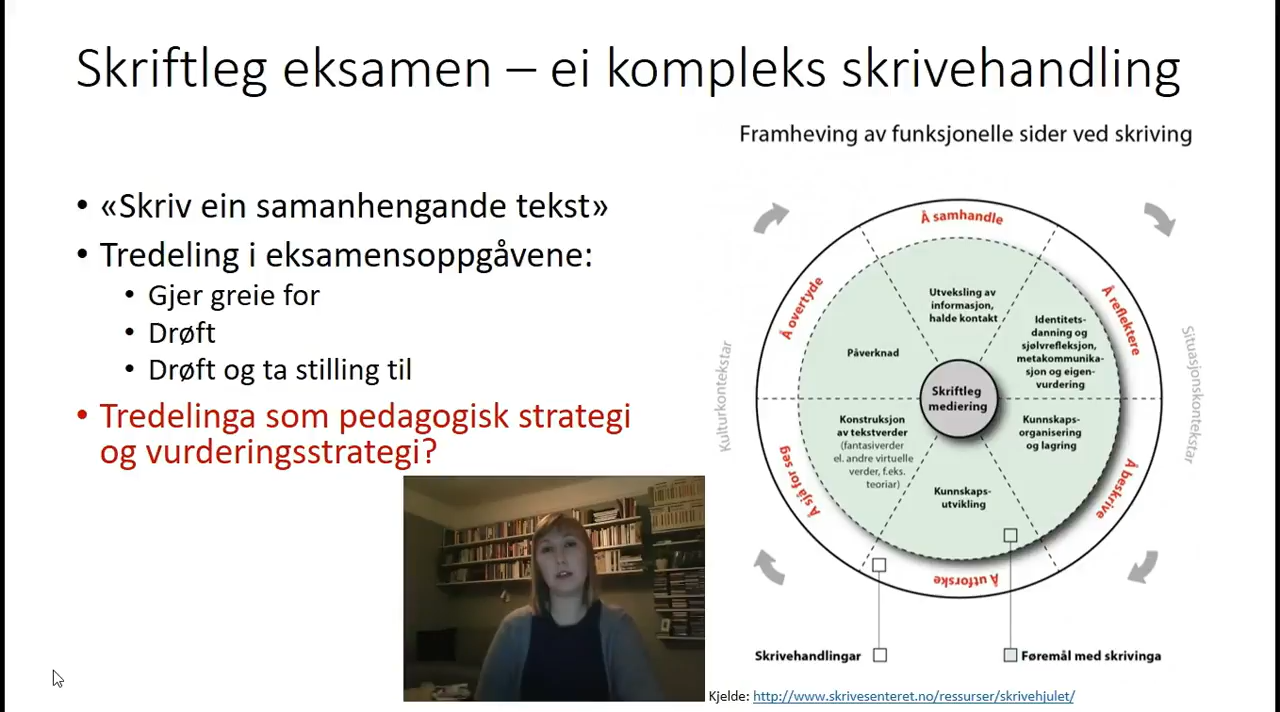 Skriftleg eksamen – ei kompleks skrivehandling
Framheving av funksjonelle sider ved skriving
• «Skriv ein samanhengande tekst»
• Tredeling i eksamensoppgåvene:
• Gjer greie for
• Drøft
• Drøft og ta stilling til
• Tredelinga som pedagogisk strategi
og vurderingsstrategi?
Å samhandle
Å reflektere
Å beskrive
Å utforske
Å sjå for seg
Å overtyde
Kulturkontekstar
Situasjonskontekstar
Utveksling av
informasjon,
halde kontakt
Identitets-
danning og
sjølvrefleksjon,
metakommunika-
sjon og eigen-
vurdering
Påverknad
Skriftleg
mediering
Konstruksjon
av tekstverder
(fantasiverder
el. andre virtuelle
verder, f.eks.
teoriar)
Kunnskaps-
organisering
og lagring
Kunnskaps-
utvikling
Skrivehandlingar
Føremål med skrivinga
Kjelde: http://www.skrivesenteret.no/ressurser/skrivehjulet/